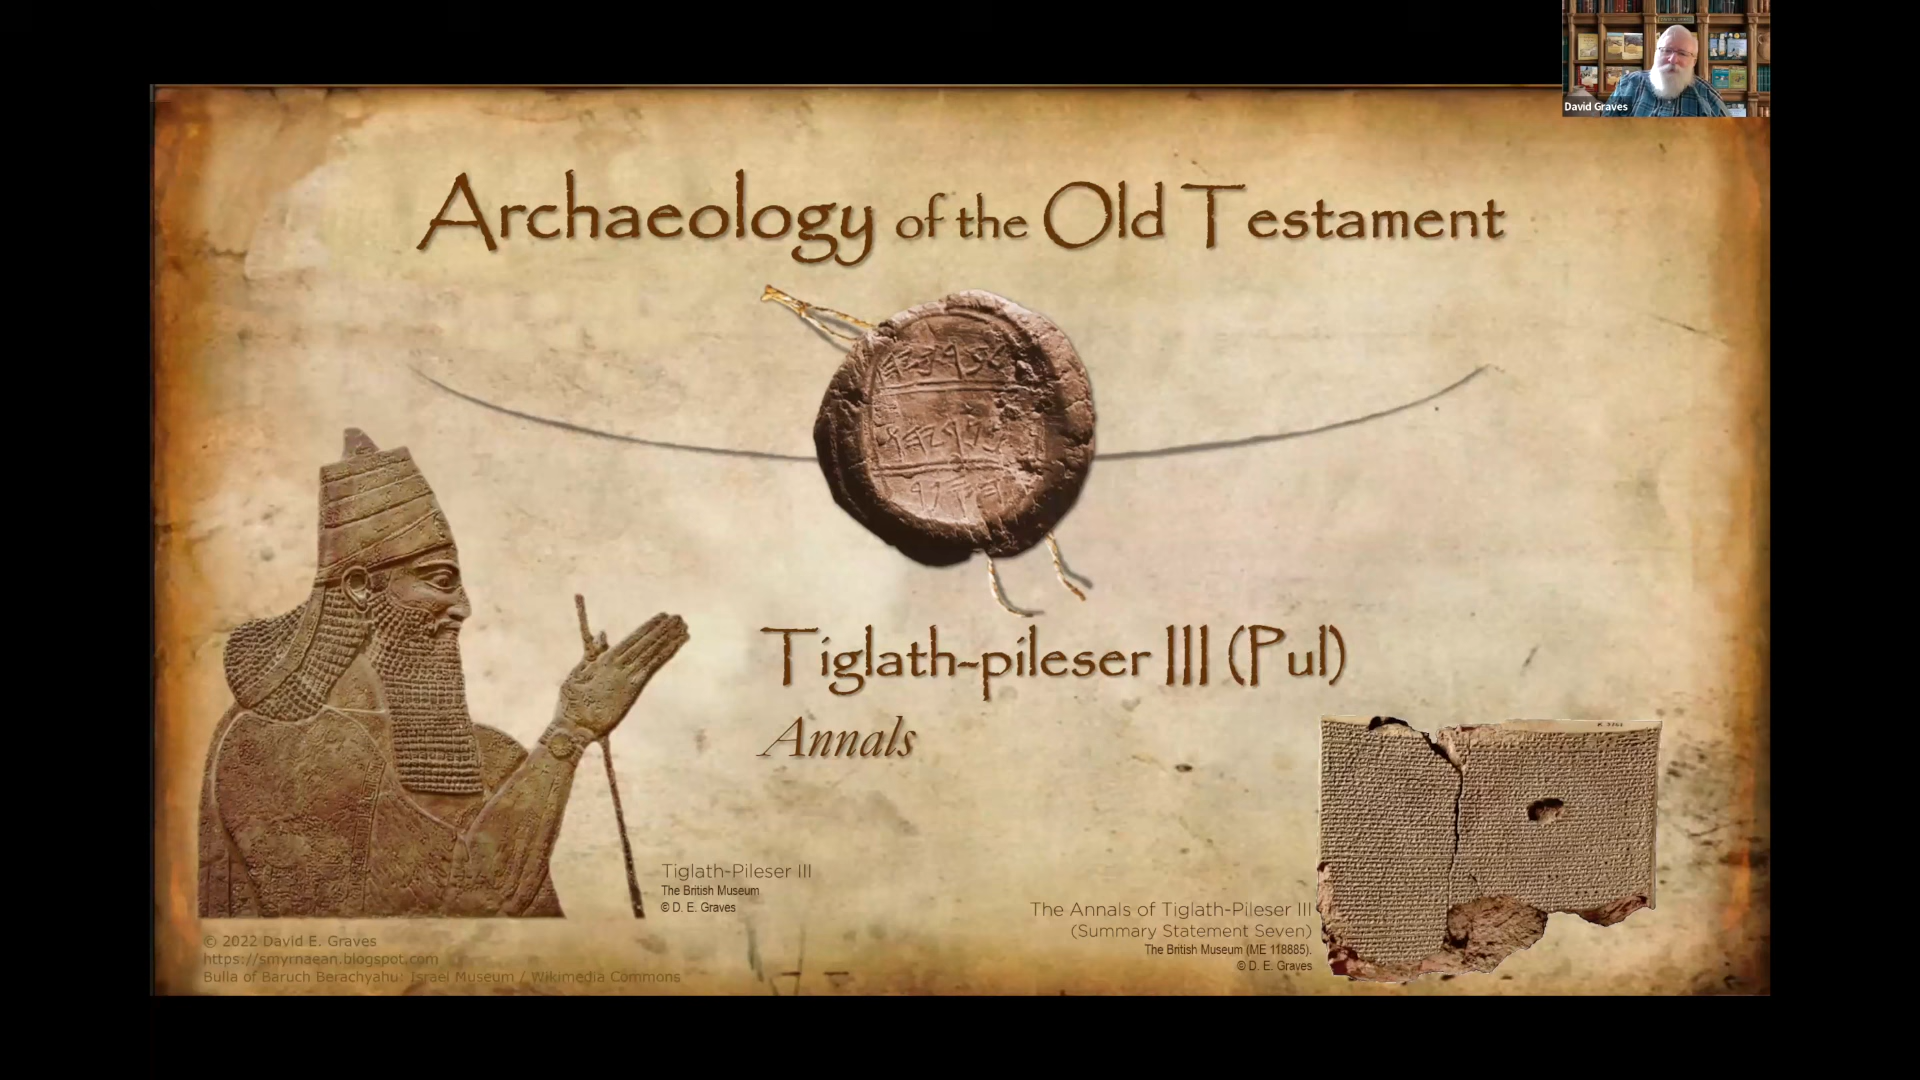 David Graves
Archaeology of the Old Testament
Tiglath-pileser III (Pul)
Annals
Tiglath-Pileser III
The British Museum
© D. E. Graves
The Annals of Tiglath-Pileser III
(Summary Statement Seven)
The British Museum (ME 118885).
© D. E. Graves
© 2022 David E. Graves
https://smyrnaean.blogspot.com
Bulla of Baruch Berachyahu: Israel Museum / Wikimedia Commons